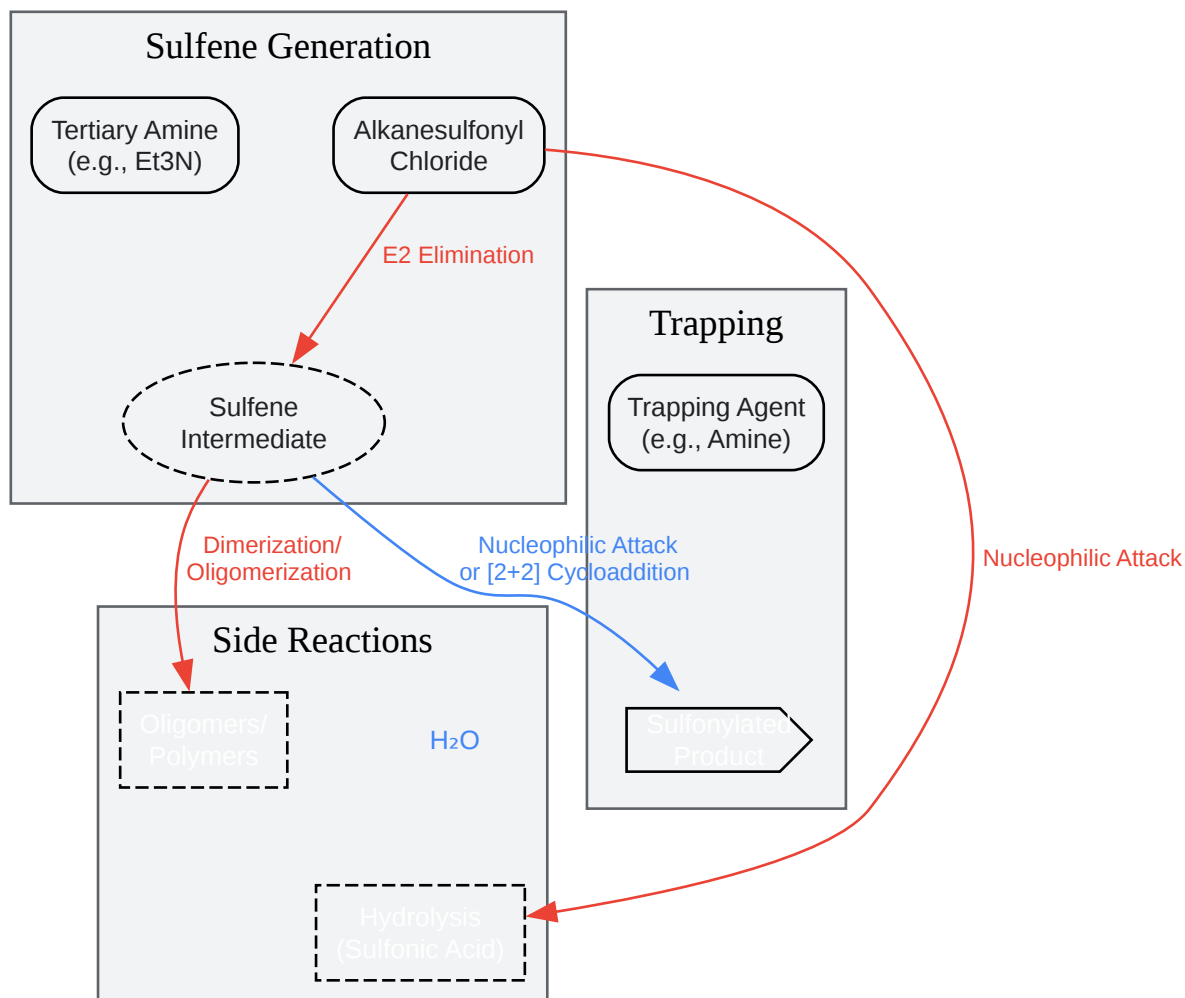 Sulfene Generation
Tertiary Amine
(e.g., Et3N)
Alkanesulfonyl
Chloride
E2 Elimination
Sulfene
Intermediate
Trapping
Trapping Agent
(e.g., Amine)
Dimerization/
Oligomerization
Nucleophilic Attack
or [2+2] Cycloaddition
Nucleophilic Attack
Side Reactions
Oligomers/
Polymers
H₂O
Sulfonylated
Product
Hydrolysis
(Sulfonic Acid)